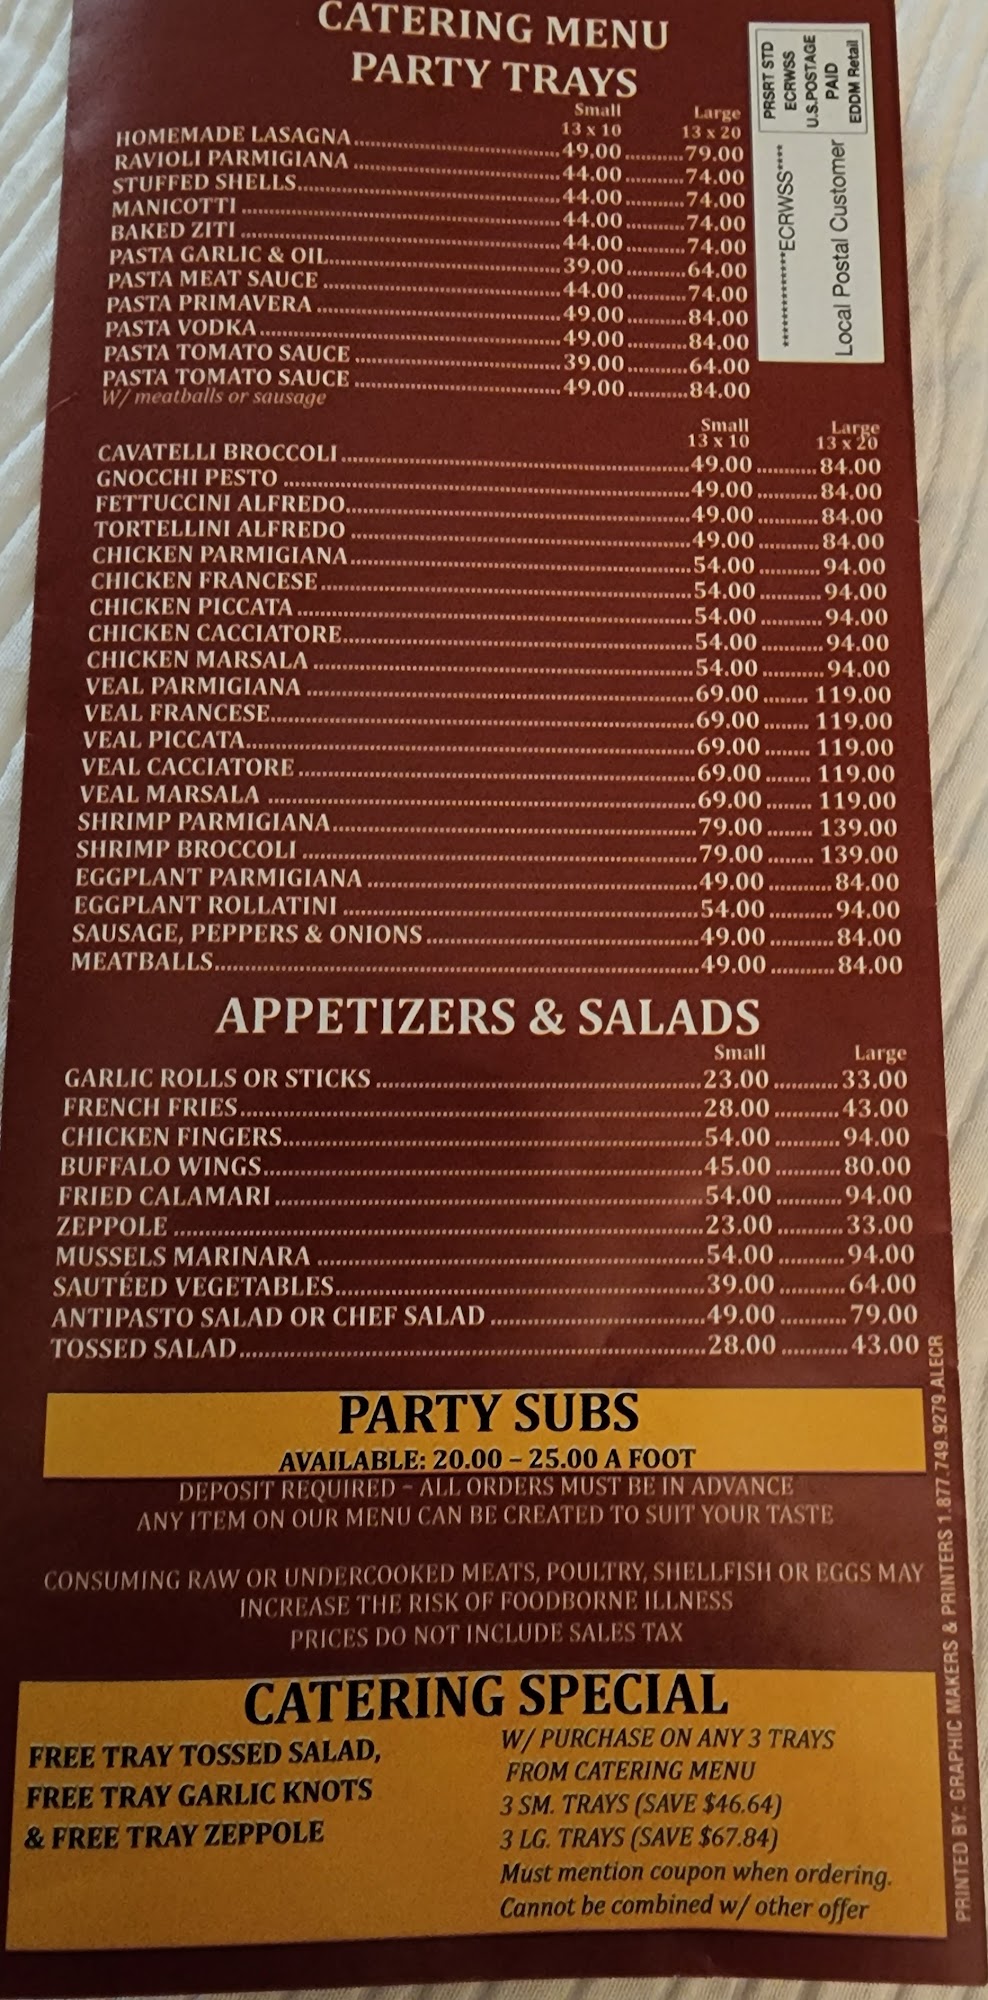 CATERING MENU
PARTY TRAYS
Small Large
13 x 10 13 x 20
HOMEMADE LASAGNA 49.00 79.00
RAVIOLI PARMIGIANA 44.00 74.00
STUFFED SHELLS 44.00 74.00
MANICOTTI 44.00 74.00
BAKED ZITI 44.00 74.00
PASTA GARLIC & OIL 39.00 64.00
PASTA MEAT SAUCE 44.00 74.00
PASTA PRIMAVERA 49.00 84.00
PASTA VODKA 49.00 84.00
PASTA TOMATO SAUCE 39.00 64.00
PASTA TOMATO SAUCE 49.00 84.00
W/ meatballs or sausage
PRSRT STD
ECRWSS
U.S.POSTAGE
PAID
EDDM Retail
**************ECRWSS****
Local Postal Customer
Small Large
13 x 10 13 x 20
CAVATELLI BROCCOLI 49.00 84.00
GNOCCHI PESTO 49.00 84.00
FETTUCCINI ALFREDO 49.00 84.00
TORTELLINI ALFREDO 49.00 84.00
CHICKEN PARMIGIANA 54.00 94.00
CHICKEN FRANCESE 54.00 94.00
CHICKEN PICCATA 54.00 94.00
CHICKEN CACCIATORE 54.00 94.00
CHICKEN MARSALA 54.00 94.00
VEAL PARMIGIANA 69.00 119.00
VEAL FRANCESE 69.00 119.00
VEAL PICCATA 69.00 119.00
VEAL CACCIATORE 69.00 119.00
VEAL MARSALA 69.00 119.00
SHRIMP PARMIGIANA 79.00 139.00
SHRIMP BROCCOLI 79.00 139.00
EGGPLANT PARMIGIANA 49.00 84.00
EGGPLANT ROLLATINI 54.00 94.00
SAUSAGE, PEPPERS & ONIONS 49.00 84.00
MEATBALLS 49.00 84.00
APPETIZERS & SALADS
Small Large
GARLIC ROLLS OR STICKS 23.00 33.00
FRENCH FRIES 28.00 43.00
CHICKEN FINGERS 54.00 94.00
BUFFALO WINGS 45.00 80.00
FRIED CALAMARI 54.00 94.00
ZEPPOLE 23.00 33.00
MUSSELS MARINARA 54.00 94.00
SAUTÉED VEGETABLES 39.00 64.00
ANTIPASTO SALAD OR CHEF SALAD 49.00 79.00
TOSSED SALAD 28.00 43.00
PARTY SUBS
AVAILABLE: 20.00 – 25.00 A FOOT
DEPOSIT REQUIRED ~ ALL ORDERS MUST BE IN ADVANCE
ANY ITEM ON OUR MENU CAN BE CREATED TO SUIT YOUR TASTE
CONSUMING RAW OR UNDERCOOKED MEATS, POULTRY, SHELLFISH OR EGGS MAY
INCREASE THE RISK OF FOODBORNE ILLNESS
PRICES DO NOT INCLUDE SALES TAX
CATERING SPECIAL
FREE TRAY TOSSED SALAD,
FREE TRAY GARLIC KNOTS
& FREE TRAY ZEPPOLE
W/ PURCHASE ON ANY 3 TRAYS
FROM CATERING MENU
3 SM. TRAYS (SAVE $46.64)
3 LG. TRAYS (SAVE $67.84)
Must mention coupon when ordering.
Cannot be combined w/ other offer
PRINTED BY: GRAPHIC MAKERS & PRINTERS 1.877.749.9279.ALECR